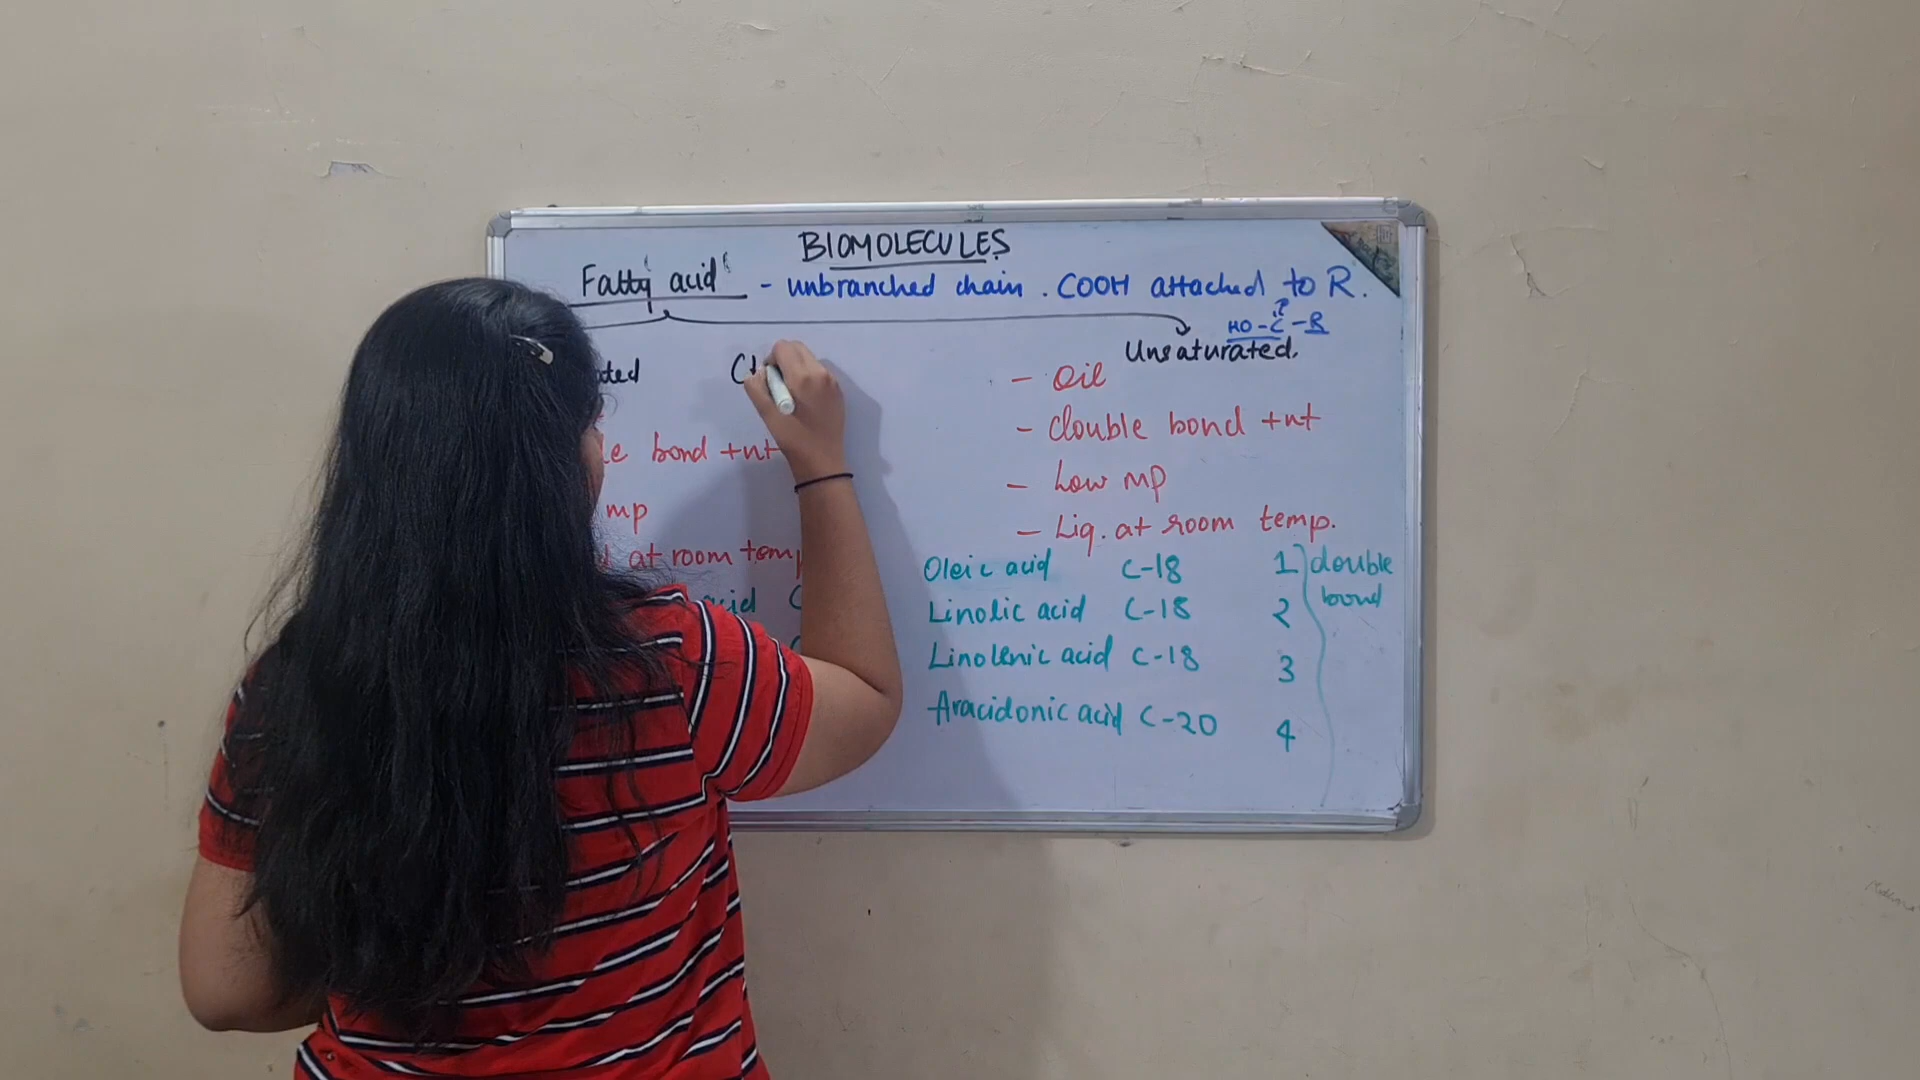 BIOMOLECULES
Fatty acid - unbranched chain. COOH attached to R.
HO-C-R
Unsaturated.
- Oil
- double bond +nt
- Low mp
- Liq. at room temp.
bond +nt
mp
at room temp
acid C
Oleic acid C-18 1 double bond
Linolic acid C-18 2
Linolenic acid C-18 3
Aracidonic acid C-20 4